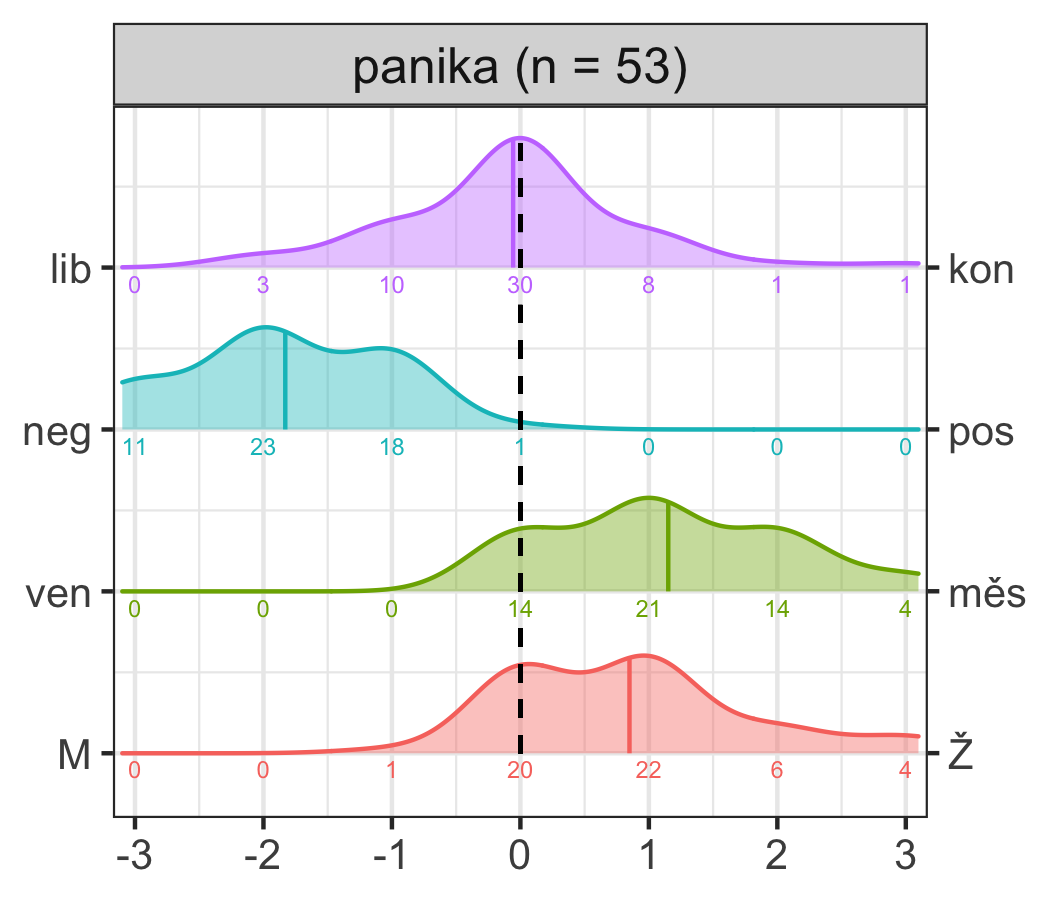 panika (n = 53)
lib kon
0 3 10 30 8 1 1
neg pos
11 23 18 1 0 0 0
ven měs
0 0 0 14 21 14 4
M Ž
0 0 1 20 22 6 4
-3 -2 -1 0 1 2 3